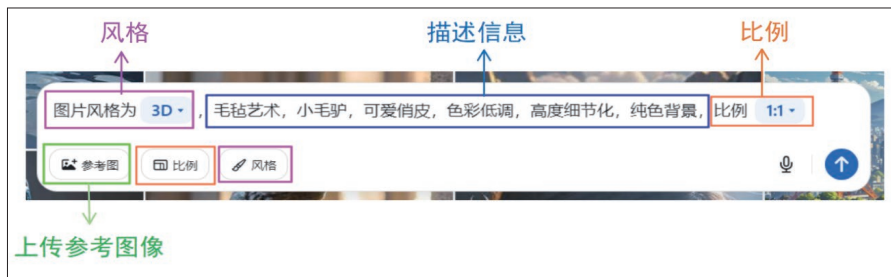 风格 描述信息 比例
图片风格为 3D ，毛毡艺术，小毛驴，可爱俏皮，色彩低调，高度细节化，纯色背景，比例 1:1
参考图 比例 风格
上传参考图像